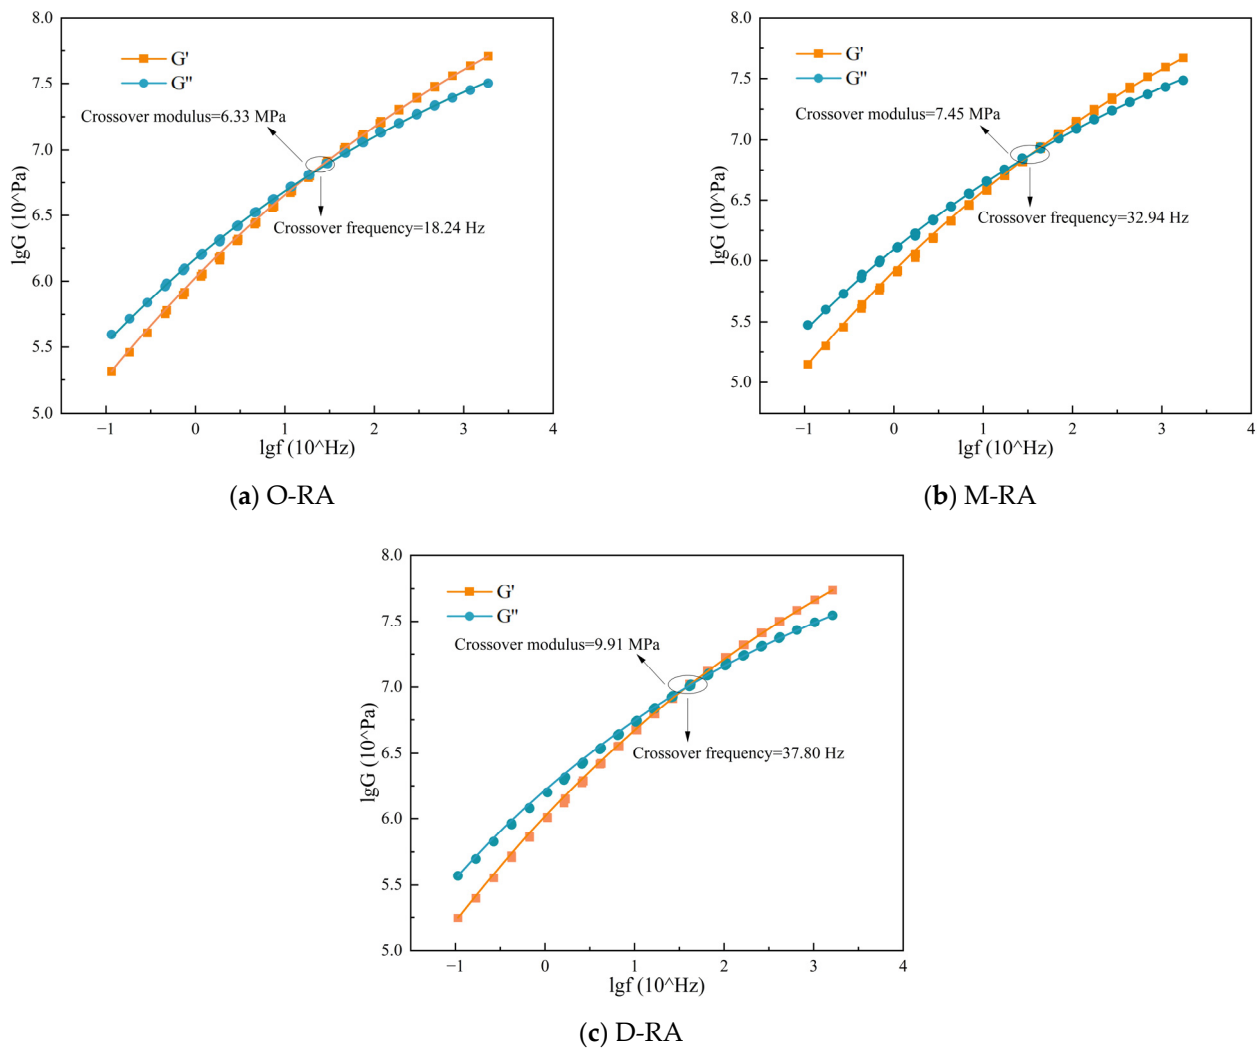 8.0
7.5
7.0
6.5
6.0
5.5
5.0
lgG (10^Pa)
G'
G''
Crossover modulus=6.33 MPa
Crossover frequency=18.24 Hz
−1 0 1 2 3 4
lgf (10^Hz)
(a) O-RA
8.0
7.5
7.0
6.5
6.0
5.5
5.0
lgG (10^Pa)
G'
G''
Crossover modulus=7.45 MPa
Crossover frequency=32.94 Hz
−1 0 1 2 3 4
lgf (10^Hz)
(b) M-RA
8.0
7.5
7.0
6.5
6.0
5.5
5.0
lgG (10^Pa)
G'
G''
Crossover modulus=9.91 MPa
Crossover frequency=37.80 Hz
−1 0 1 2 3 4
lgf (10^Hz)
(c) D-RA